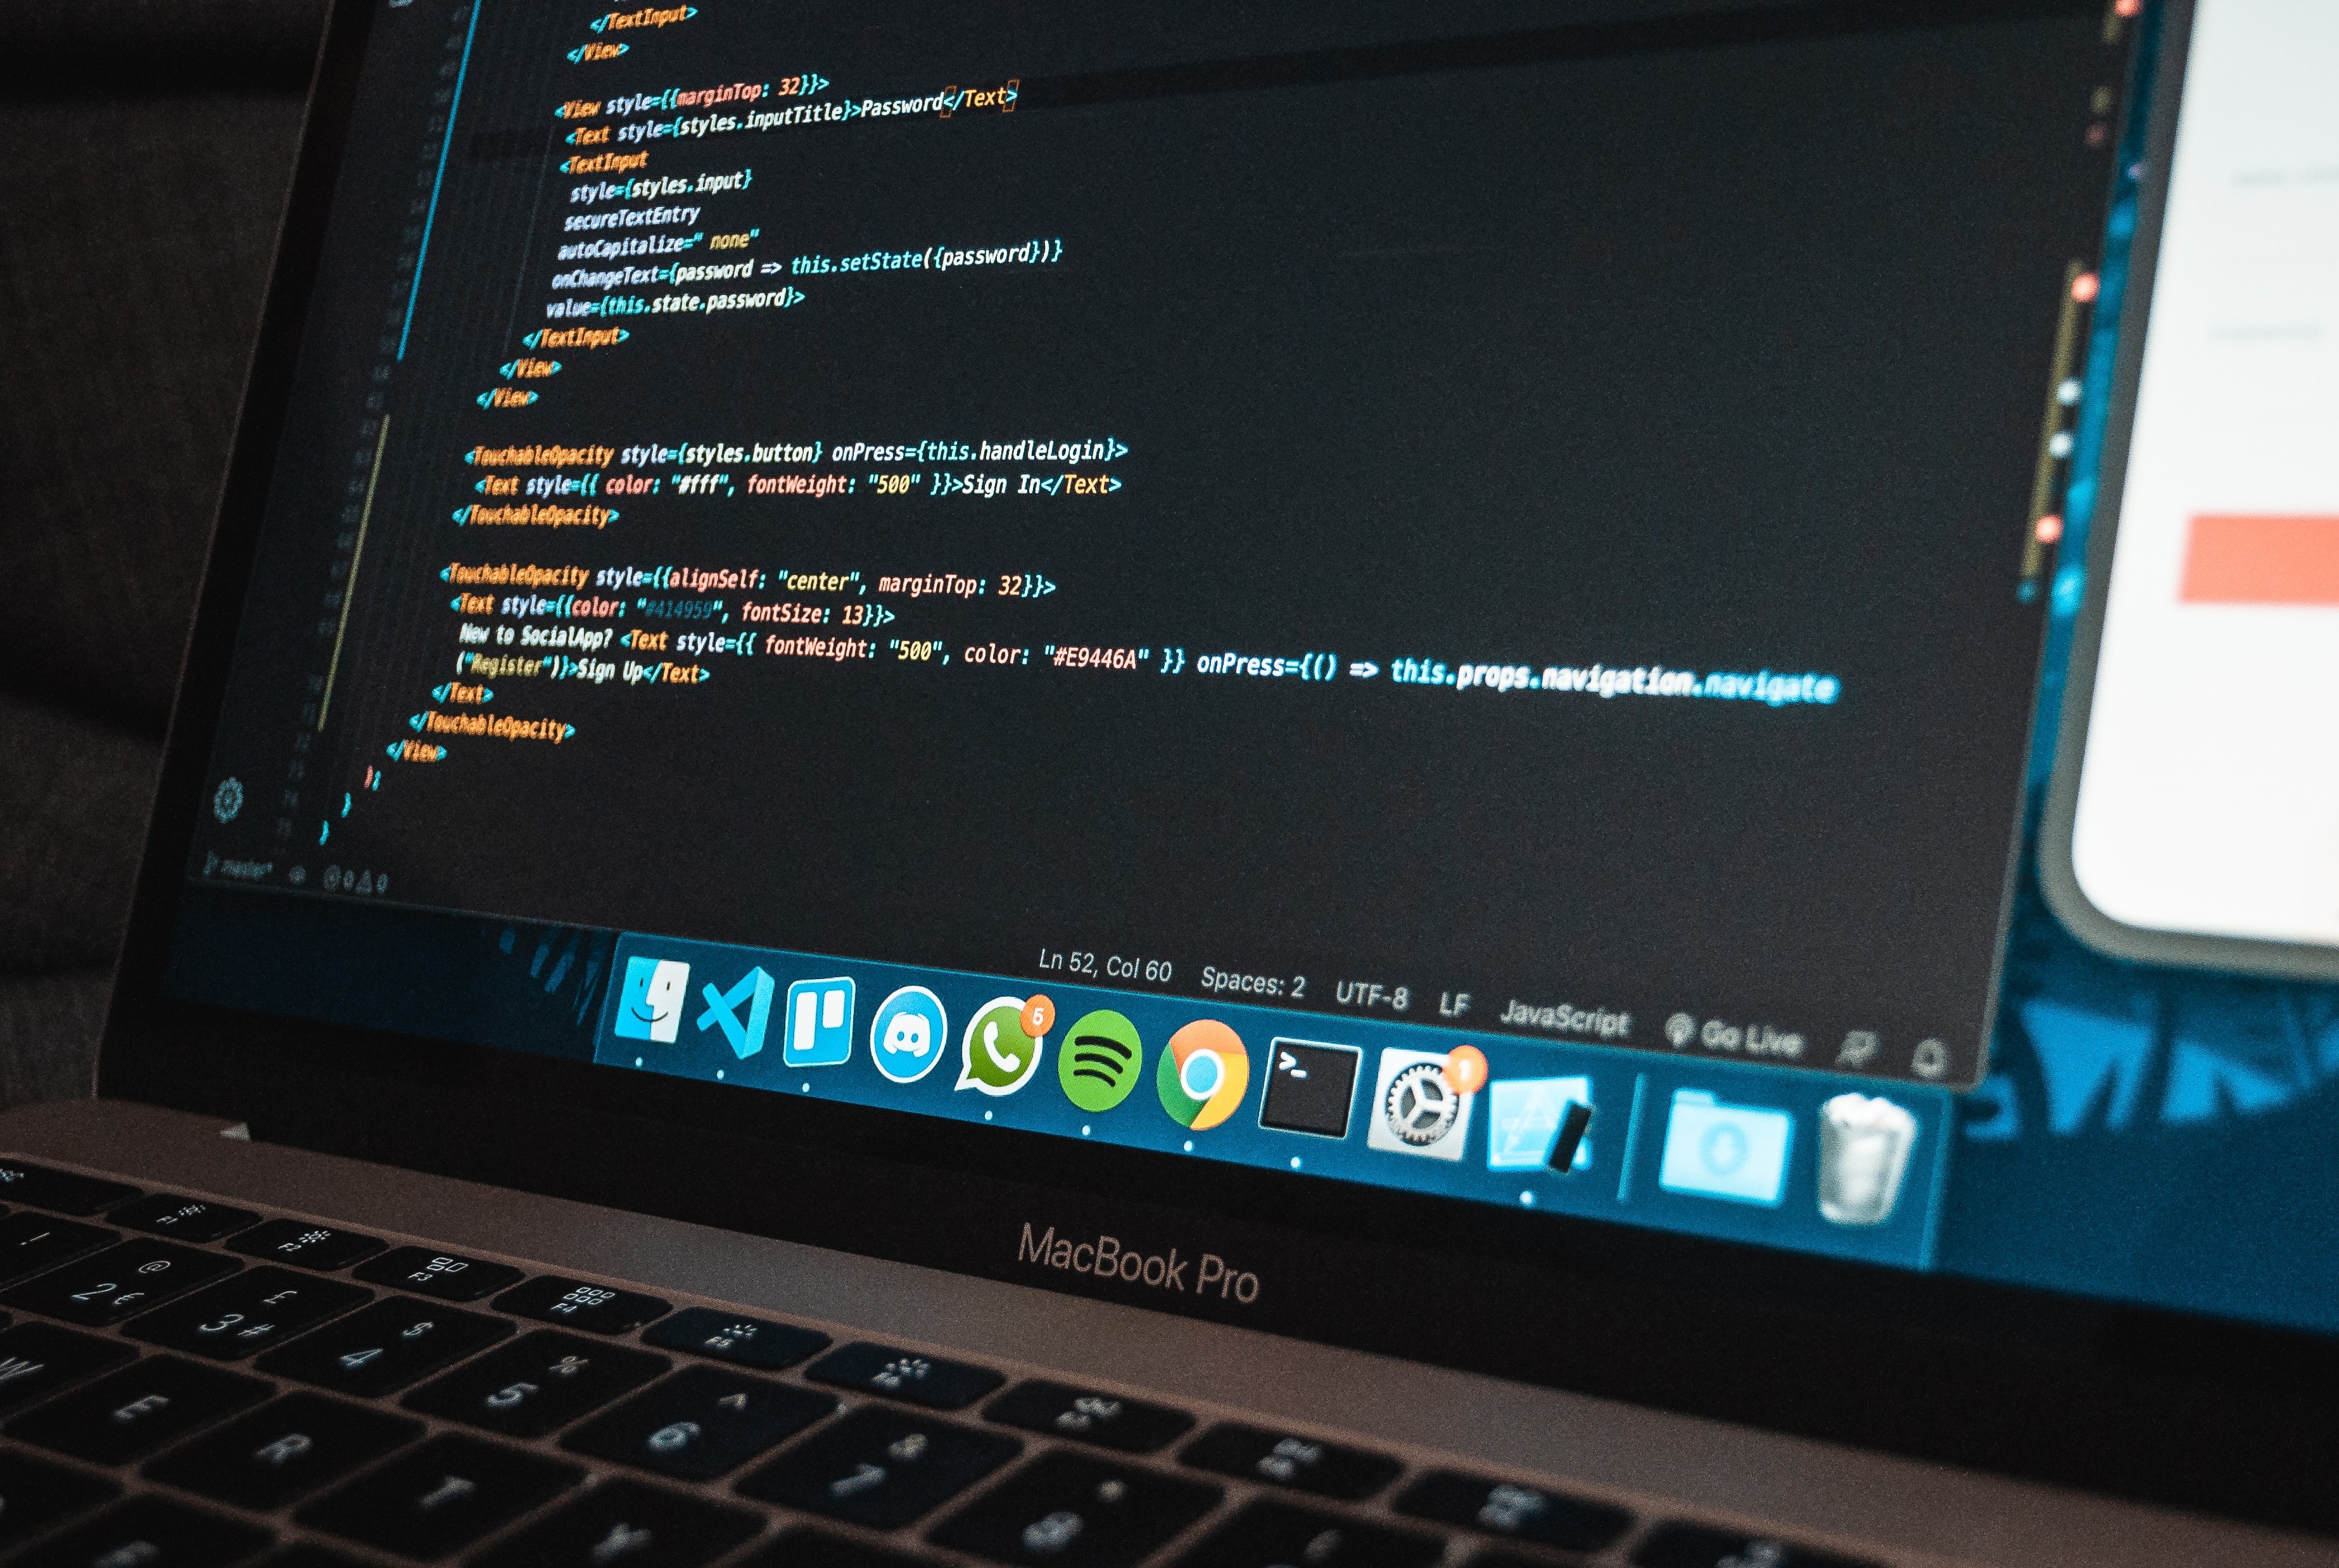 </TextInput>
</View>
<View style={{marginTop: 32}}>
<Text style={styles.inputTitle}>Password</Text>
<TextInput
style={styles.input}
secureTextEntry
autoCapitalize=" none"
onChangeText={password => this.setState({password})}
value={this.state.password}>
</TextInput>
</View>
</View>
<TouchableOpacity style={styles.button} onPress={this.handleLogin}>
<Text style={{ color: "#fff", fontWeight: "500" }}>Sign In</Text>
</TouchableOpacity>
<TouchableOpacity style={{alignSelf: "center", marginTop: 32}}>
<Text style={{color: "#414959", fontSize: 13}}>
New to SocialApp? <Text style={{ fontWeight: "500", color: "#E9446A" }} onPress={() => this.props.navigation.navigate
("Register")}>Sign Up</Text>
</Text>
</TouchableOpacity>
</View>
);
}
}
master* 0 0
Ln 52, Col 60 Spaces: 2 UTF-8 LF JavaScript Go Live
5
>_
1
MacBook Pro
F2
F3
F4
F5
@ £ $ % ^ & *
2 € 3 # 4 5 6 7 8
W E R T Y